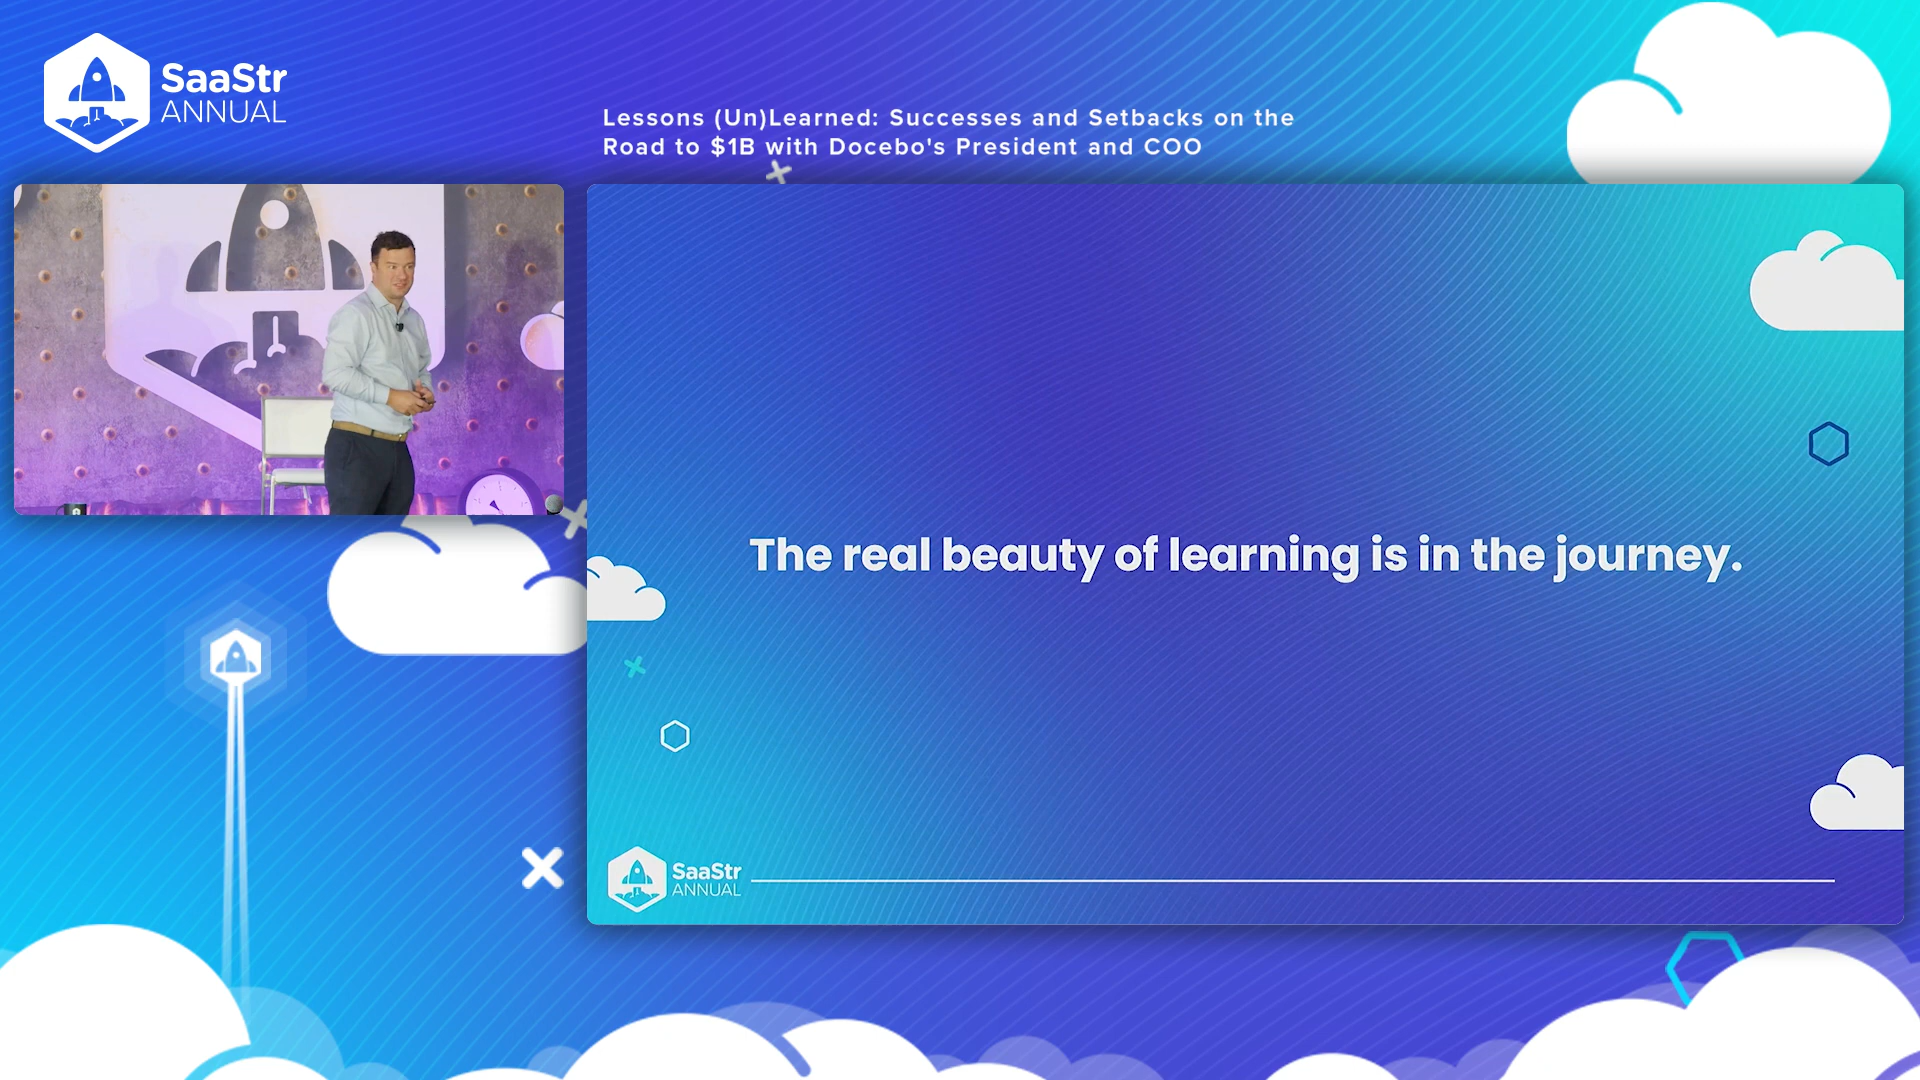 SaaStr
ANNUAL
Lessons (Un)Learned: Successes and Setbacks on the
Road to $1B with Docebo's President and COO
The real beauty of learning is in the journey.
SaaStr
ANNUAL